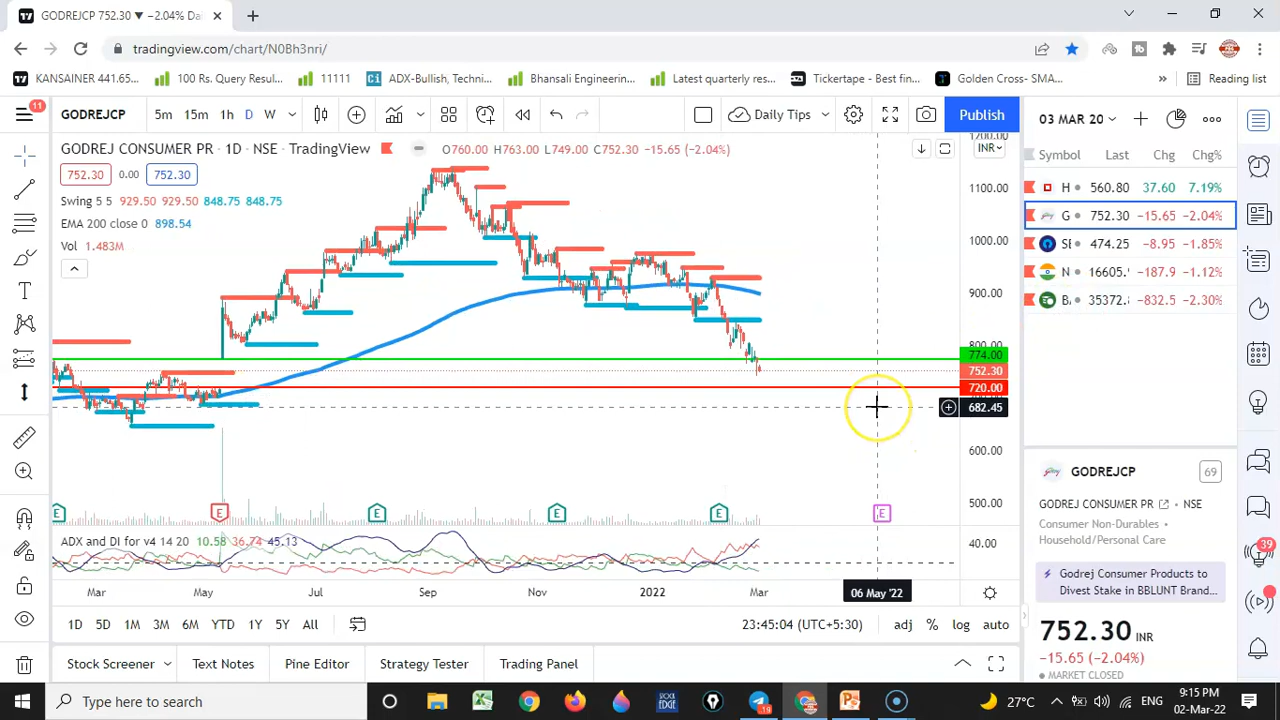 GODREJCP 752.30 ▼ −2.04% Dai
tradingview.com/chart/N0Bh3nri/
KANSAINER 441.65... 100 Rs. Query Resul... 11111 ADX-Bullish, Techni... Bhansali Engineerin... Latest quarterly res... Tickertape - Best fin... Golden Cross- SMA... » Reading list
11 GODREJCP 5m 15m 1h D W Daily Tips Publish
GODREJ CONSUMER PR · 1D · NSE · TradingView O760.00 H763.00 L749.00 C752.30 −15.65 (−2.04%)
752.30 0.00 752.30
Swing 5 5 929.50 929.50 848.75 848.75
EMA 200 close 0 898.54
Vol 1.483M
INR
1100.00
1000.00
900.00
800.00
774.00
752.30
720.00
682.45
600.00
500.00
E E E E E E
ADX and DI for v4 14 20 10.58 36.74 45.13
40.00
Mar May Jul Sep Nov 2022 Mar 06 May '22
1D 5D 1M 3M 6M YTD 1Y 5Y All 23:45:04 (UTC+5:30) adj % log auto
Stock Screener Text Notes Pine Editor Strategy Tester Trading Panel
03 MAR 20
Symbol Last Chg Chg%
H 560.80 37.60 7.19%
G 752.30 −15.65 −2.04%
474.25 −8.95 −1.85%
N 16605. −187.9 −1.12%
35372. −832.5 −2.30%
GODREJCP 69
GODREJ CONSUMER PR · NSE
Consumer Non-Durables •
Household/Personal Care
Godrej Consumer Products to
Divest Stake in BBLUNT Brand...
752.30 INR
−15.65 (−2.04%)
MARKET CLOSED
39
Type here to search
19
27°C ENG 9:15 PM
02-Mar-22